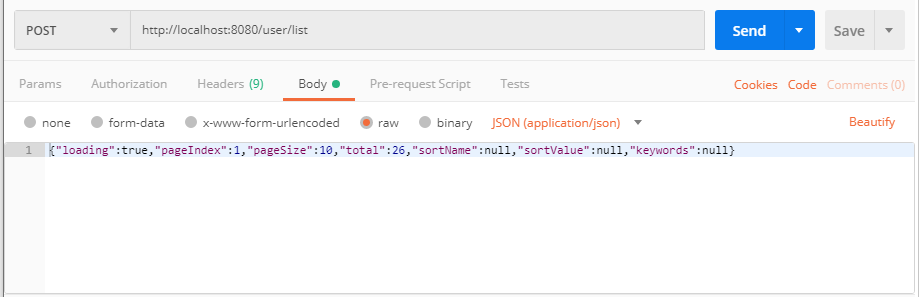 POST http://localhost:8080/user/list Send Save
Params Authorization Headers (9) Body Pre-request Script Tests Cookies Code Comments (0)
none form-data x-www-form-urlencoded raw binary JSON (application/json) Beautify
1 {"loading":true,"pageIndex":1,"pageSize":10,"total":26,"sortName":null,"sortValue":null,"keywords":null}